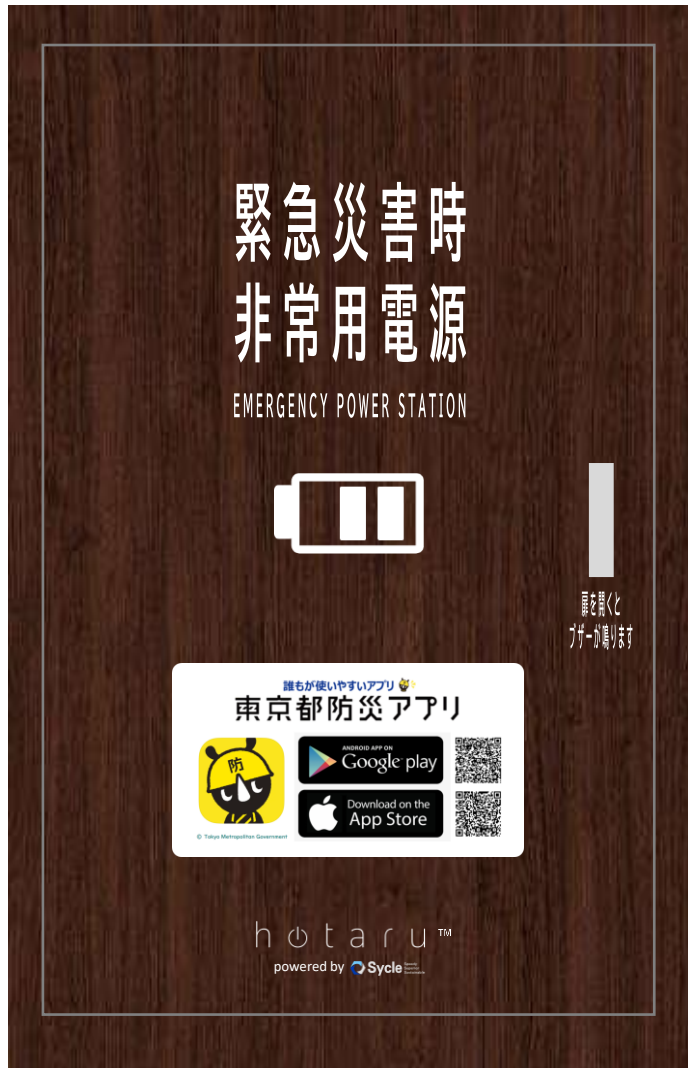 緊急災害時
非常用電源
EMERGENCY POWER STATION
扉を開くと
ブザーが鳴ります
誰もが使いやすいアプリ
東京都防災アプリ
防
ANDROID APP ON
Google play
Download on the
App Store
© Tokyo Metropolitan Government
hotaru™
powered by Sycle